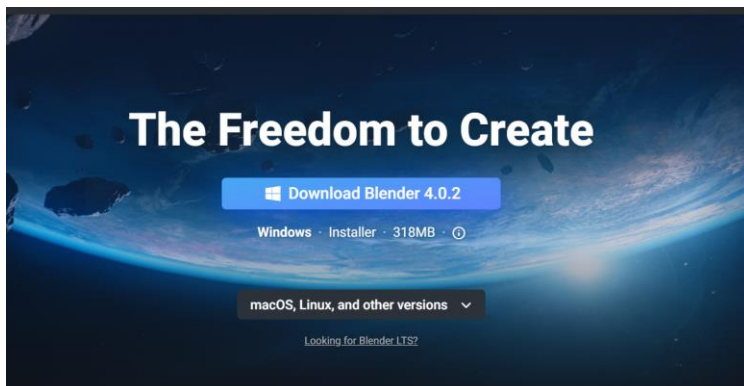 The Freedom to Create
Download Blender 4.0.2
Windows · Installer · 318MB ·
macOS, Linux, and other versions
Looking for Blender LTS?